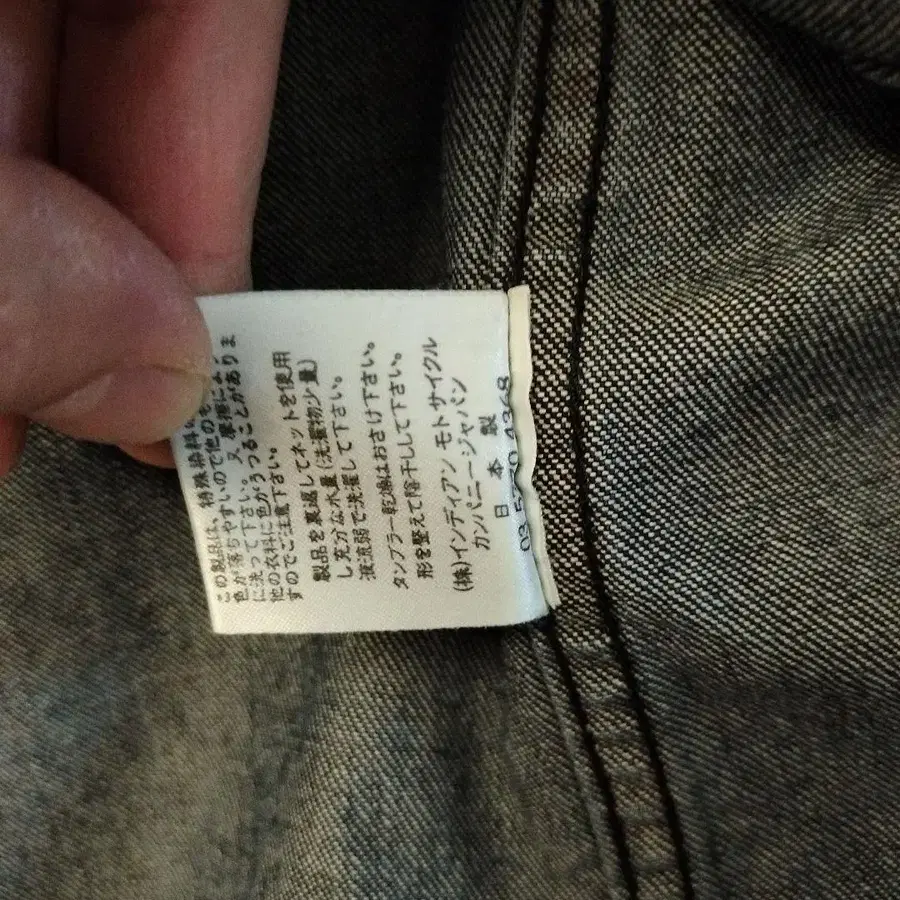 この製品は、特殊染料
色が落ちやすいので他のも
に洗って下さい。又、摩擦により、
他の衣料に色がうつることがありま
すのでご注意下さい。
製品を裏返してネットを使用
し充分な水量(洗濯物少量)
液流弱で洗濯して下さい。
タンブラー乾燥はおさけ下さい。
形を整えて陰干しして下さい。
(株)インディアン モトサイクル
カンパニージャパン
日本製
03 5770 4368